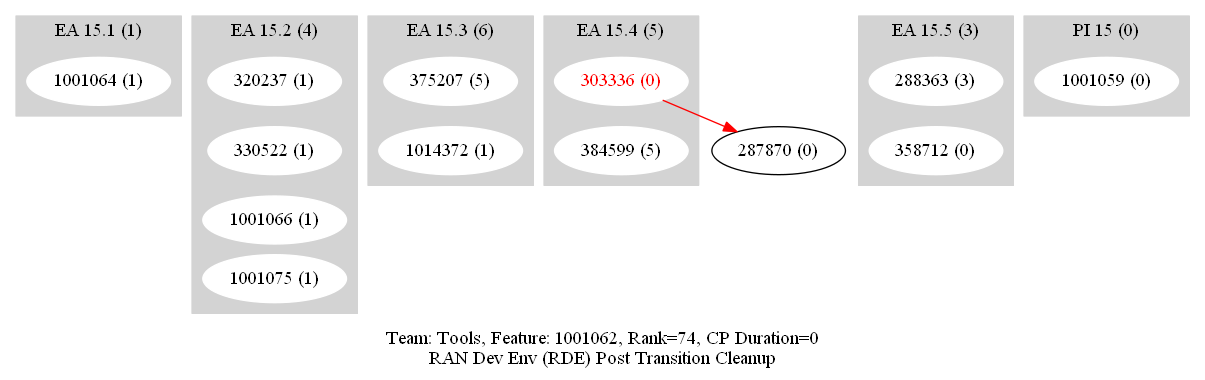 EA 15.1 (1)
1001064 (1)
EA 15.2 (4)
320237 (1)
330522 (1)
1001066 (1)
1001075 (1)
EA 15.3 (6)
375207 (5)
1014372 (1)
EA 15.4 (5)
303336 (0)
384599 (5)
287870 (0)
EA 15.5 (3)
288363 (3)
358712 (0)
PI 15 (0)
1001059 (0)
Team: Tools, Feature: 1001062, Rank=74, CP Duration=0
RAN Dev Env (RDE) Post Transition Cleanup